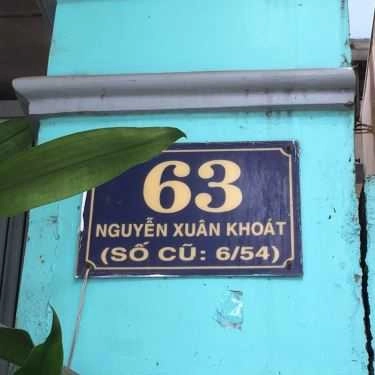 63
NGUYỄN XUÂN KHOÁT
(SỐ CŨ: 6/54)